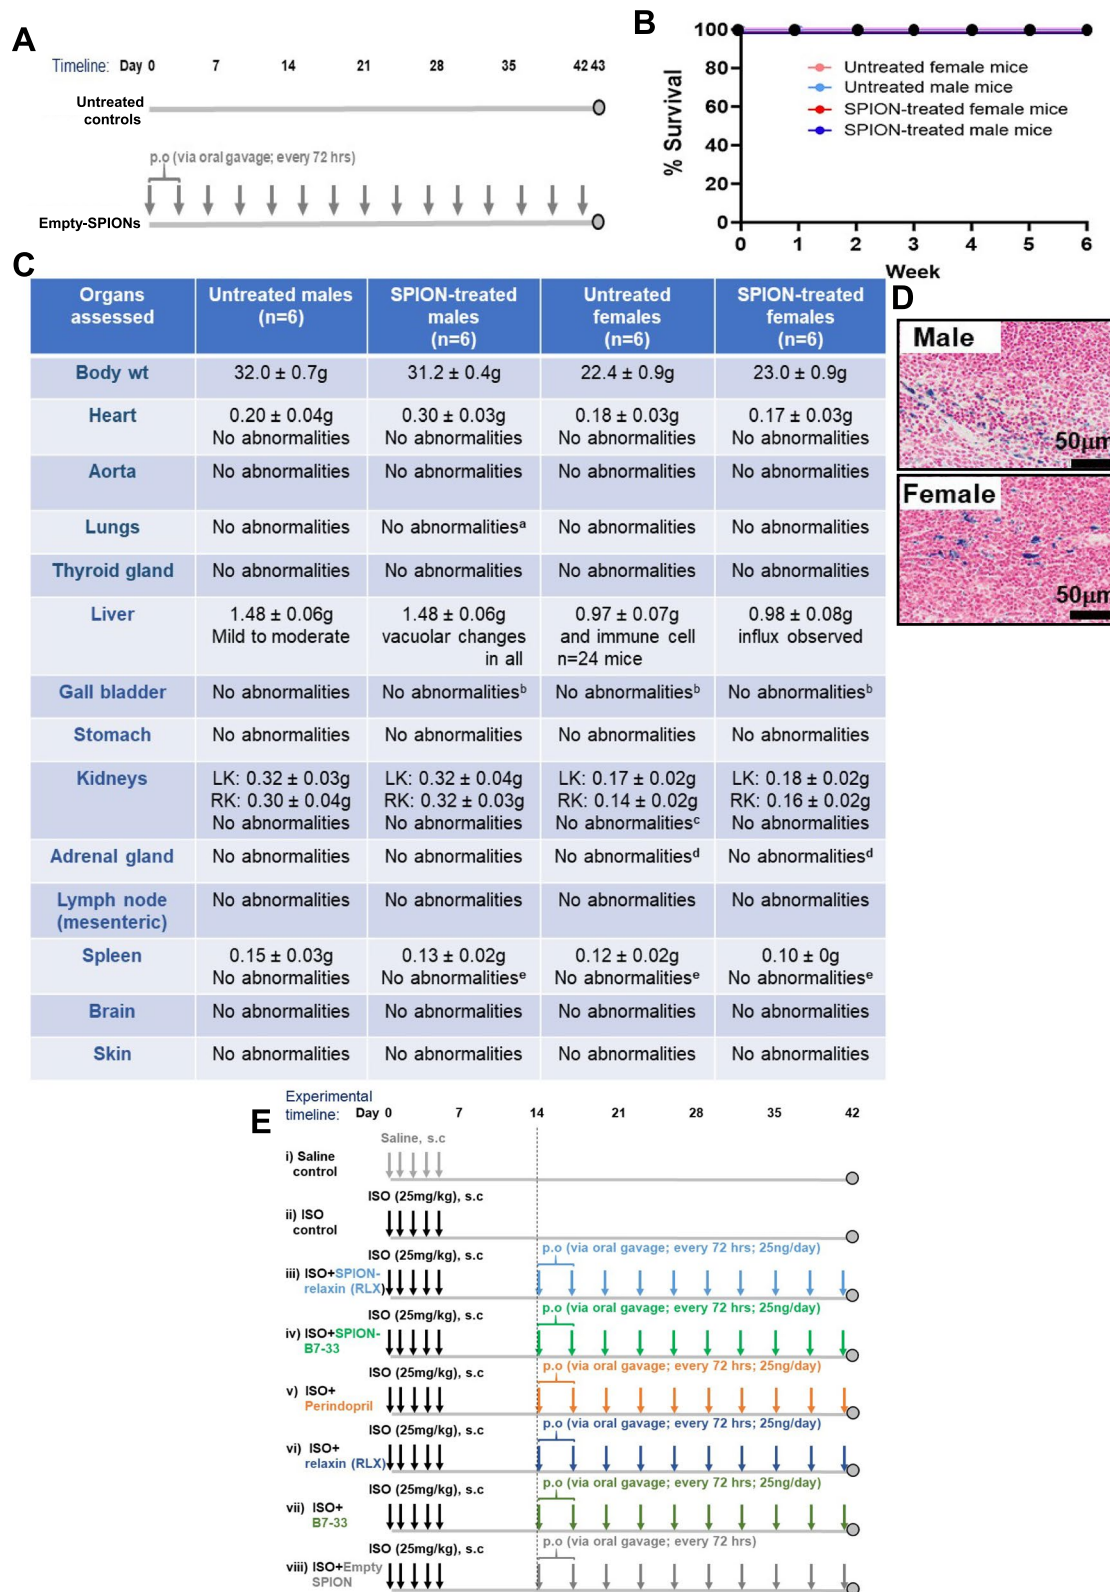 A
Timeline: Day 0 7 14 21 28 35 42 43
Untreated
controls
p.o (via oral gavage; every 72 hrs)
Empty-SPIONs
B
% Survival
100
80
60
40
20
0
0 1 2 3 4 5 6
Week
Untreated female mice
Untreated male mice
SPION-treated female mice
SPION-treated male mice
C
Organs assessed | Untreated males (n=6) | SPION-treated males (n=6) | Untreated females (n=6) | SPION-treated females (n=6)
Body wt 32.0 ± 0.7g 31.2 ± 0.4g 22.4 ± 0.9g 23.0 ± 0.9g
Heart 0.20 ± 0.04g 0.30 ± 0.03g 0.18 ± 0.03g 0.17 ± 0.03g
No abnormalities No abnormalities No abnormalities No abnormalities
Aorta No abnormalities No abnormalities No abnormalities No abnormalities
Lungs No abnormalities No abnormalitiesᵃ No abnormalities No abnormalities
Thyroid gland No abnormalities No abnormalities No abnormalities No abnormalities
Liver 1.48 ± 0.06g 1.48 ± 0.06g 0.97 ± 0.07g 0.98 ± 0.08g
Mild to moderate vacuolar changes and immune cell influx observed
in all n=24 mice
Gall bladder No abnormalities No abnormalitiesᵇ No abnormalitiesᵇ No abnormalitiesᵇ
Stomach No abnormalities No abnormalities No abnormalities No abnormalities
Kidneys LK: 0.32 ± 0.03g LK: 0.32 ± 0.04g LK: 0.17 ± 0.02g LK: 0.18 ± 0.02g
RK: 0.30 ± 0.04g RK: 0.32 ± 0.03g RK: 0.14 ± 0.02g RK: 0.16 ± 0.02g
No abnormalities No abnormalities No abnormalitiesᶜ No abnormalities
Adrenal gland No abnormalities No abnormalities No abnormalitiesᵈ No abnormalitiesᵈ
Lymph node
(mesenteric) No abnormalities No abnormalities No abnormalities No abnormalities
Spleen 0.15 ± 0.03g 0.13 ± 0.02g 0.12 ± 0.02g 0.10 ± 0g
No abnormalities No abnormalitiesᵉ No abnormalitiesᵉ No abnormalitiesᵉ
Brain No abnormalities No abnormalities No abnormalities No abnormalities
Skin No abnormalities No abnormalities No abnormalities No abnormalities
D
Male
50μm
Female
50μm
E
Experimental
timeline: Day 0 7 14 21 28 35 42
Saline, s.c
i) Saline
control
ISO (25mg/kg), s.c
ii) ISO
control
ISO (25mg/kg), s.c p.o (via oral gavage; every 72 hrs; 25ng/day)
iii) ISO+SPION-
relaxin (RLX)
ISO (25mg/kg), s.c p.o (via oral gavage; every 72 hrs; 25ng/day)
iv) ISO+SPION-
B7-33
ISO (25mg/kg), s.c p.o (via oral gavage; every 72 hrs; 25ng/day)
v) ISO+
Perindopril
ISO (25mg/kg), s.c p.o (via oral gavage; every 72 hrs; 25ng/day)
vi) ISO+
relaxin (RLX)
ISO (25mg/kg), s.c p.o (via oral gavage; every 72 hrs; 25ng/day)
vii) ISO+
B7-33
ISO (25mg/kg), s.c p.o (via oral gavage; every 72 hrs)
viii) ISO+Empty
SPION